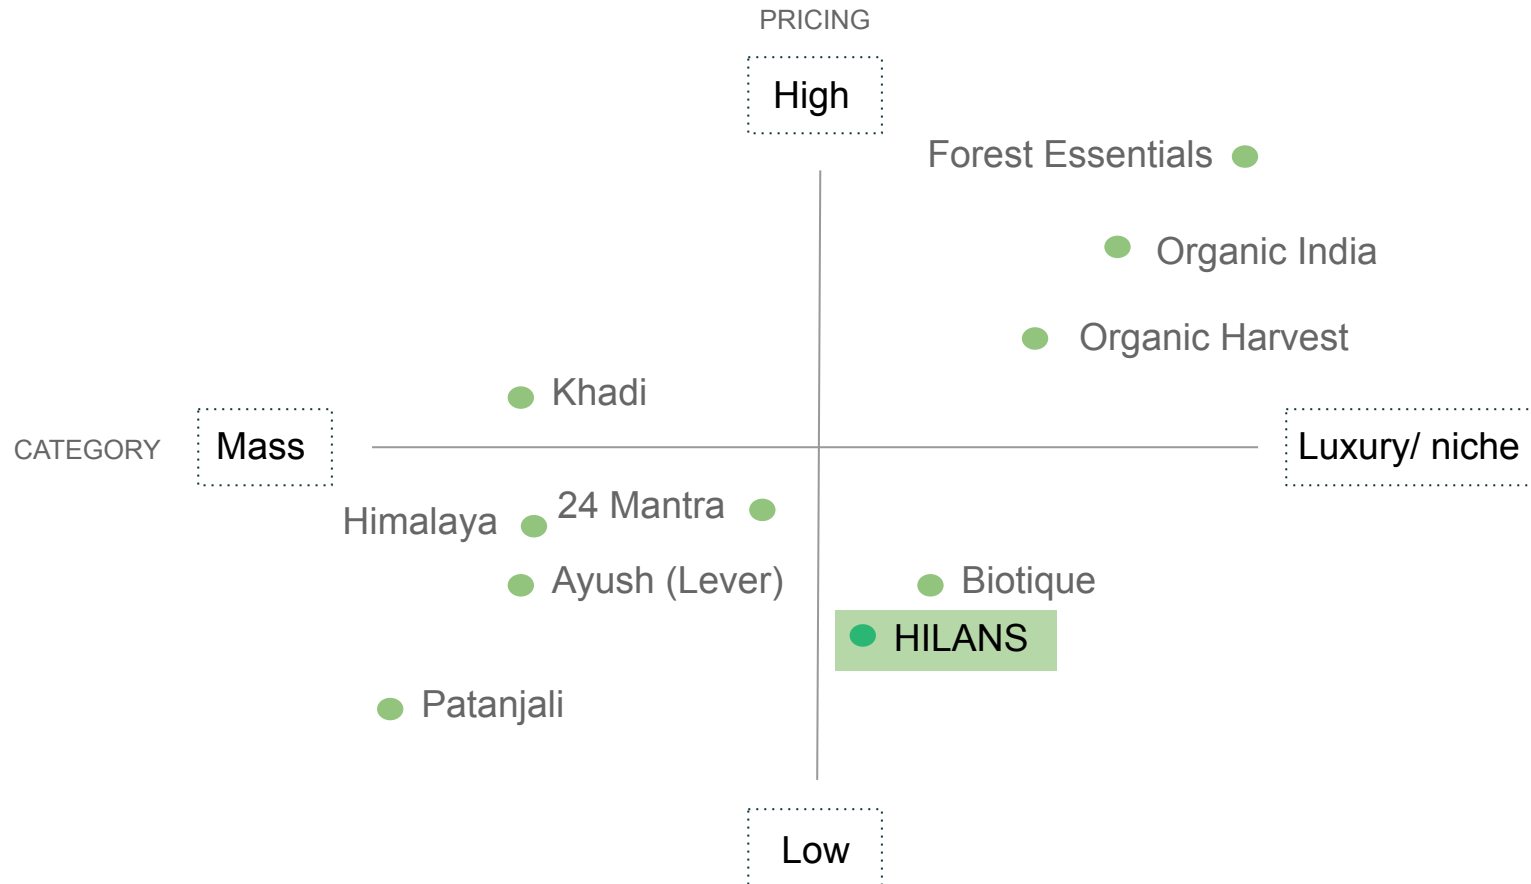 PRICING
High
Forest Essentials
Organic India
Organic Harvest
Khadi
CATEGORY
Mass
Luxury/ niche
24 Mantra
Himalaya
Ayush (Lever)
Biotique
HILANS
Patanjali
Low